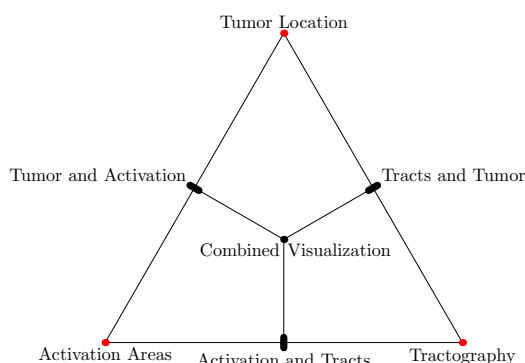 Tumor Location
Tumor and Activation
Tracts and Tumor
Combined Visualization
Activation Areas
Tractography
Activation and Tracts